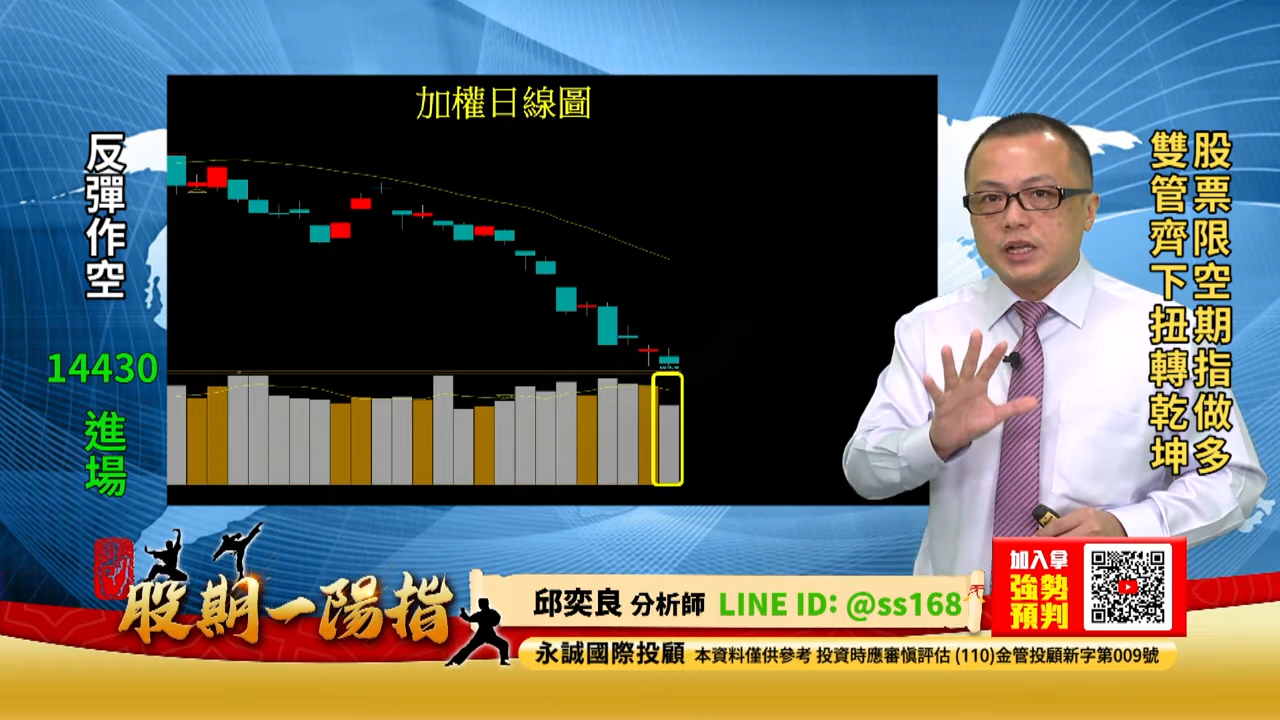 加權日線圖
反彈作空
14430
進場
股票限空期指做多
雙管齊下扭轉乾坤
股期一陽指
邱奕良 分析師 LINE ID: @ss168
加入拿
強勢
預判
永誠國際投顧 本資料僅供參考 投資時應審慎評估 (110)金管投顧新字第009號